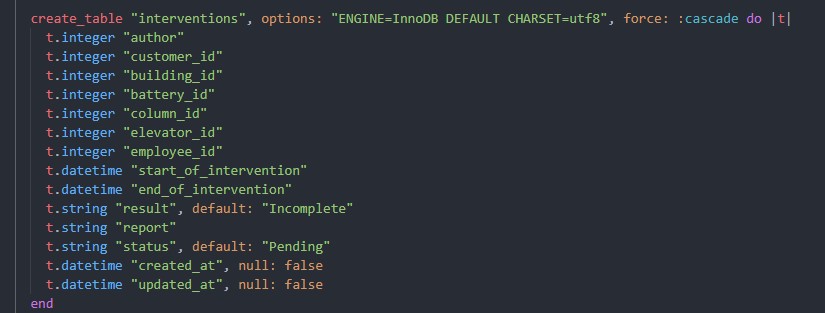 create_table "interventions", options: "ENGINE=InnoDB DEFAULT CHARSET=utf8", force: :cascade do |t|
t.integer "author"
t.integer "customer_id"
t.integer "building_id"
t.integer "battery_id"
t.integer "column_id"
t.integer "elevator_id"
t.integer "employee_id"
t.datetime "start_of_intervention"
t.datetime "end_of_intervention"
t.string "result", default: "Incomplete"
t.string "report"
t.string "status", default: "Pending"
t.datetime "created_at", null: false
t.datetime "updated_at", null: false
end